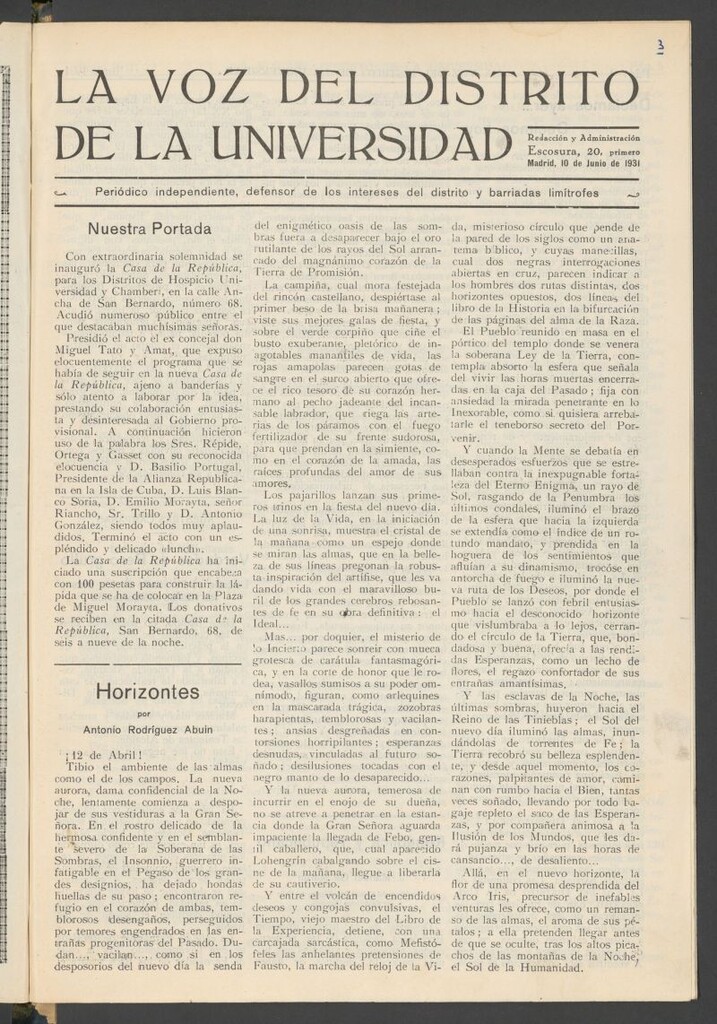 3
LA VOZ DEL DISTRITO
DE LA UNIVERSIDAD
Redacción y Administración
Escosura, 20, primero
Madrid, 10 de Junio de 1931
Periódico independiente, defensor de los intereses del distrito y barriadas limítrofes
Nuestra Portada
Con extraordinaria solemnidad se
inauguró la Casa de la República,
para los Distritos de Hospicio Uni-
versidad y Chamberí, en la calle An-
cha de San Bernardo, número 68.
Acudió numeroso público entre el
que destacaban muchísimas señoras.
Presidió el acto el ex concejal don
Miguel Tato y Amat, que expuso
elocuentemente el programa que se
había de seguir en la nueva Casa de
la República, ajeno a banderías y
sólo atento a laborar por la idea,
prestando su colaboración entusias-
ta y desinteresada al Gobierno pro-
visional. A continuación hicieron
uso de la palabra los Sres. Répide,
Ortega y Gasset con su reconocida
elocuencia y D. Basilio Portugal,
Presidente de la Alianza Republica-
na en la Isla de Cuba, D. Luis Blan-
co Soria, D. Emilio Morayta, señor
Riancho, Sr. Trillo y D. Antonio
González, siendo todos muy aplau-
didos. Terminó el acto con un es-
pléndido y delicado «lunch».
La Casa de la República ha ini-
ciado una suscripción que encabeza
con 100 pesetas para construir la lá-
pida que se ha de colocar en la Plaza
de Miguel Morayta. Los donativos
se reciben en la citada Casa de la
República, San Bernardo, 68, de
seis a nueve de la noche.
Horizontes
por
Antonio Rodríguez Abuin
¡12 de Abril!
Tibio el ambiente de las almas
como el de los campos. La nueva
aurora, dama confidencial de la No-
che, lentamente comienza a despo-
jar de sus vestiduras a la Gran Se-
ñora. En el rostro delicado de la
hermosa confidente y en el semblan-
te severo de la Soberana de las
Sombras, el Insonnio, guerrero in-
fatigable en el Pegaso de los gran-
des designios, ha dejado hondas
huellas de su paso; encontraron re-
fugio en el corazón de ambas, tem-
blorosos desengaños, perseguidos
por temores engendrados en las en-
trañas progenitoras del Pasado. Du-
dan..., vacilan..., como si en los
desposorios del nuevo día la senda
del enigmético oasis de las som-
bras fuera a desaparecer bajo el oro
rutilante de los rayos del Sol arran-
cado del magnánimo corazón de la
Tierra de Promisión.
La campiña, cual mora festejada
del rincón castellano, despiértase al
primer beso de la brisa mañanera;
viste sus mejores galas de fiesta, y
sobre el verde corpiño que ciñe el
busto exuberante, pletórico de in-
agotables manantiles de vida, las
rojas amapolas parecen gotas de
sangre en el surco abierto que ofre-
ce el rico tesoro de su corazón her-
mano al pecho jadeante del incan-
sable labrador, que riega las arte-
rias de los páramos con el fuego
fertilizador de su frente sudorosa,
para que prendan en la simiente, co-
mo en el corazón de la amada, las
raíces profundas del amor de sus
amores.
Los pajarillos lanzan sus prime-
ros trinos en la fiesta del nuevo día.
La luz de la Vida, en la iniciación
de una sonrisa, muestra el cristal de
la mañana como un espejo donde
se miran las almas, que en la belle-
za de sus líneas pregonan la robus-
ta inspiración del artífise, que les va
dando vida con el maravilloso bu-
ril de los grandes cerebros rebosan-
tes de fe en su obra definitiva: el
Ideal...
Mas... por doquier, el misterio de
lo Incierto parece sonreir con mueca
grotesca de carátula fantasmagóri-
ca, y en la corte de honor que le ro-
dea, vasallos sumisos a su poder om-
nímodo, figuran, como arlequines
en la mascarada trágica, zozobras
harapientas, temblorosas y vacilan-
tes; ansias desgreñadas en con-
torsiones horripilantes; esperanzas
desnudas, vinculadas al futuro so-
ñado; desilusiones tocadas con el
negro manto de lo desaparecido...
Y la nueva aurora, temerosa de
incurrir en el enojo de su dueña,
no se atreve a penetrar en la estan-
cia donde la Gran Señora aguarda
impaciente la llegada de Febo, gen-
til caballero, que, cual aparecido
Lohengrin cabalgando sobre el cis-
ne de la mañana, llegue a liberarla
de su cautiverio.
Y entre el volcán de encendidos
deseos y congojas convulsivas, el
Tiempo, viejo maestro del Libro de
la Experiencia, detiene, con una
carcajada sarcástica, como Mefistó-
feles las anhelantes pretensiones de
Fausto, la marcha del reloj de la Vi-
da, misterioso círculo que pende de
la pared de los siglos como un ana-
tema bíblico, y cuyas manecillas,
cual dos negras interrogaciones
abiertas en cruz, parecen indicar a
los hombres dos rutas distintas, dos
horizontes opuestos, dos líneas del
libro de la Historia en la bifurcación
de las páginas del alma de la Raza.
El Pueblo reunido en masa en el
pórtico del templo donde se venera
la soberana Ley de la Tierra, con-
templa absorto la esfera que señala
del vivir las horas muertas encerra-
das en la caja del Pasado; fija con
ansiedad la mirada penetrante en lo
Inexorable, como si quisiera arreba-
tarle el teneborso secreto del Por-
venir.
Y cuando la Mente se debatía en
desesperados esfuerzos que se estre-
llaban contra la inexpugnable forta-
leza del Eterno Enigma, un rayo de
Sol, rasgando de la Penumbra los
últimos condales, iluminó el brazo
de la esfera que hacia la izquierda
se extendía como el índice de un ro-
tundo mandato, y prendida en la
hoguera de los sentimientos que
afluían a su dinamismo, trocóse en
antorcha de fuego e iluminó la nue-
va ruta de los Deseos, por donde el
Pueblo se lanzó con febril entusias-
mo hacia el desconocido horizonte
que vislumbraba a lo lejos, cerran-
do el círculo de la Tierra, que, bon-
dadosa y buena, ofrecía a las rendi-
das Esperanzas, como un lecho de
flores, el regazo confortador de sus
entrañas amantísimas.
Y las esclavas de la Noche, las
últimas sombras, huyeron hacia el
Reino de las Tinieblas; el Sol del
nuevo día iluminó las almas, inun-
dándolas de torrentes de Fe; la
Tierra recobró su belleza esplenden-
te, y desde aquel momento, los co-
razones, palpitantes de amor, cami-
nan con rumbo hacia el Bien, tantas
veces soñado, llevando por todo ba-
gaje repleto el saco de las Esperan-
zas, y por compañera animosa a la
Ilusión de los Mundos, que les da-
rá pujanza y brío en las horas de
cansancio..., de desaliento...
Allá, en el nuevo horizonte, la
flor de una promesa desprendida del
Arco Iris, precursor de inefables
venturas les ofrece, como un reman-
so de las almas, el aroma de sus pé-
talos; a ella pretenden llegar antes
de que se oculte, tras los altos pica-
chos de las montañas de la Noche,
el Sol de la Humanidad.